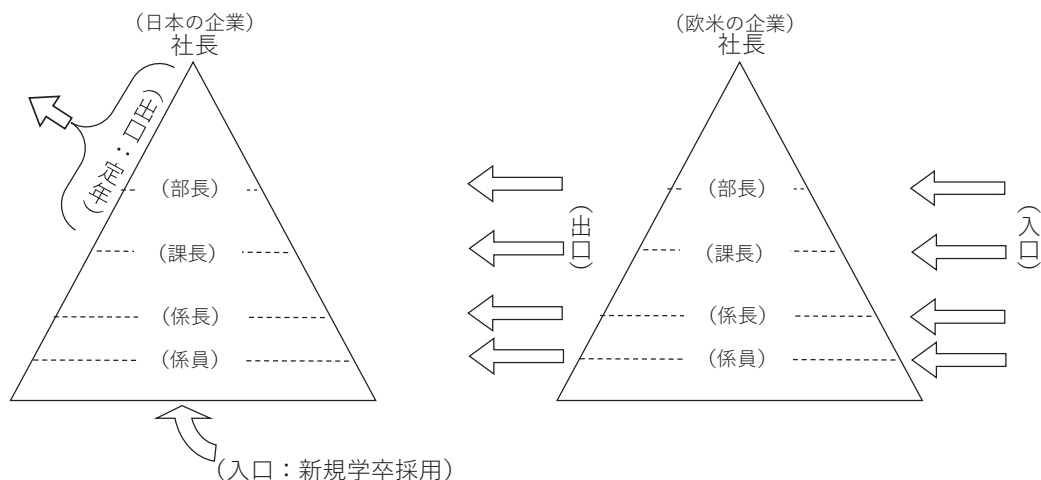 （日本の企業）
社長
（出口：定年）
（部長）
（課長）
（係長）
（係員）
（入口：新規学卒採用）
（欧米の企業）
社長
（出口）
（部長）
（課長）
（係長）
（係員）
（入口）